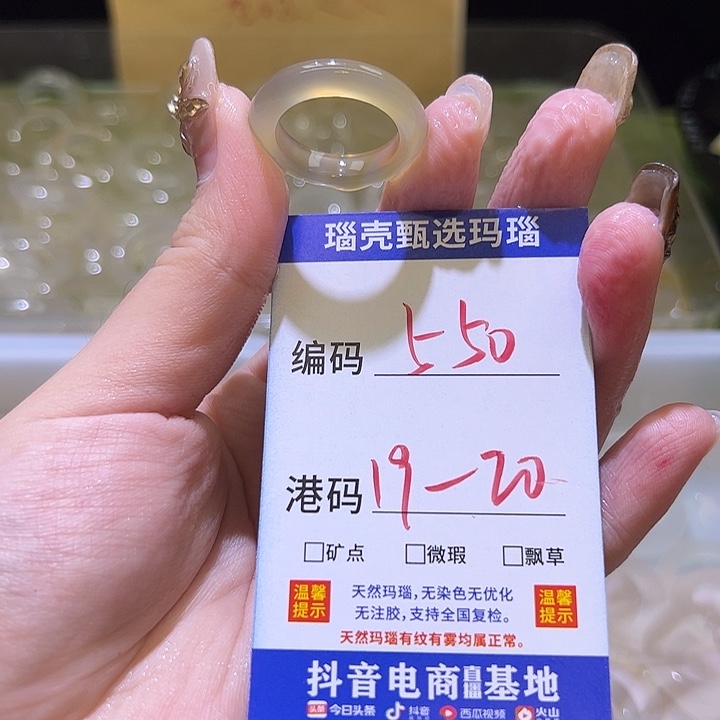 瑙壳甄选玛瑙
编码 550
港码 19-20
□矿点 □微瑕 □飘草
温馨提示 天然玛瑙,无染色无优化 温馨提示
无注胶,支持全国复检。
天然玛瑙有纹有雾均属正常。
抖音电商直播基地
头条 今日头条 抖音 西瓜视频 火山